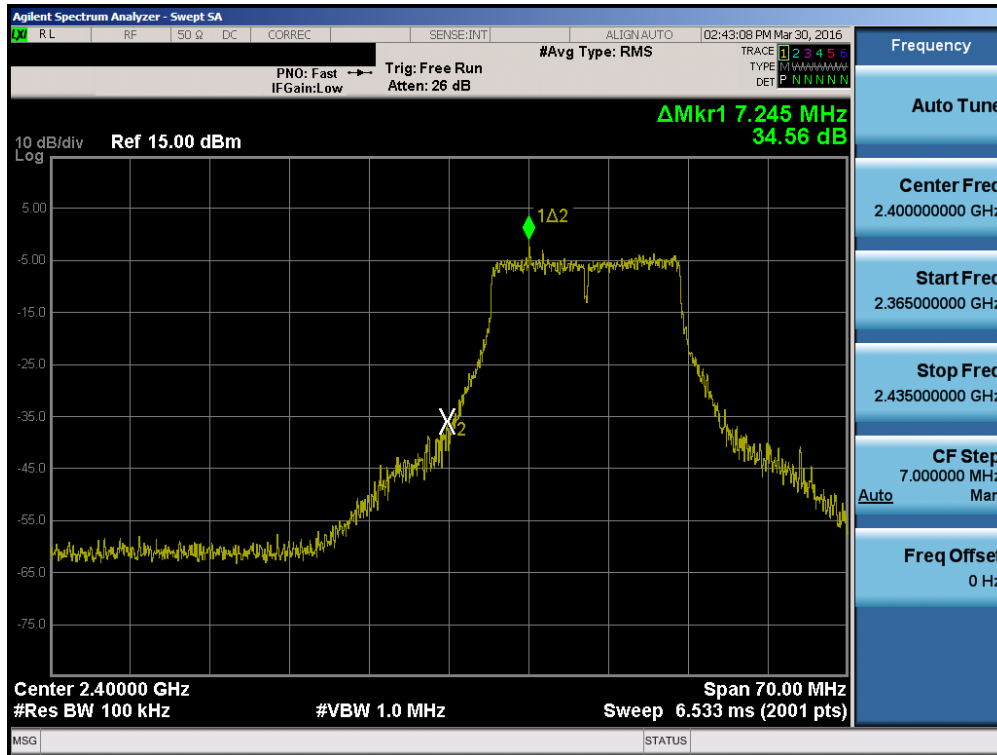 Agilent Spectrum Analyzer - Swept SA
LXI RL RF 50 Ω DC CORREC SENSE:INT ALIGN AUTO 02:43:08 PM Mar 30, 2016
#Avg Type: RMS
TRACE 1 2 3 4 5 6
TYPE M
DET P N N N N N
PNO: Fast
IFGain:Low
Trig: Free Run
Atten: 26 dB
ΔMkr1 7.245 MHz
34.56 dB
10 dB/div Ref 15.00 dBm
Log
5.00
-5.00
-15.0
-25.0
-35.0
-45.0
-55.0
-65.0
-75.0
1Δ2
X2
Center 2.40000 GHz Span 70.00 MHz
#Res BW 100 kHz #VBW 1.0 MHz Sweep 6.533 ms (2001 pts)
MSG STATUS
Frequency
Auto Tune
Center Freq
2.400000000 GHz
Start Freq
2.365000000 GHz
Stop Freq
2.435000000 GHz
CF Step
7.000000 MHz
Auto Man
Freq Offset
0 Hz